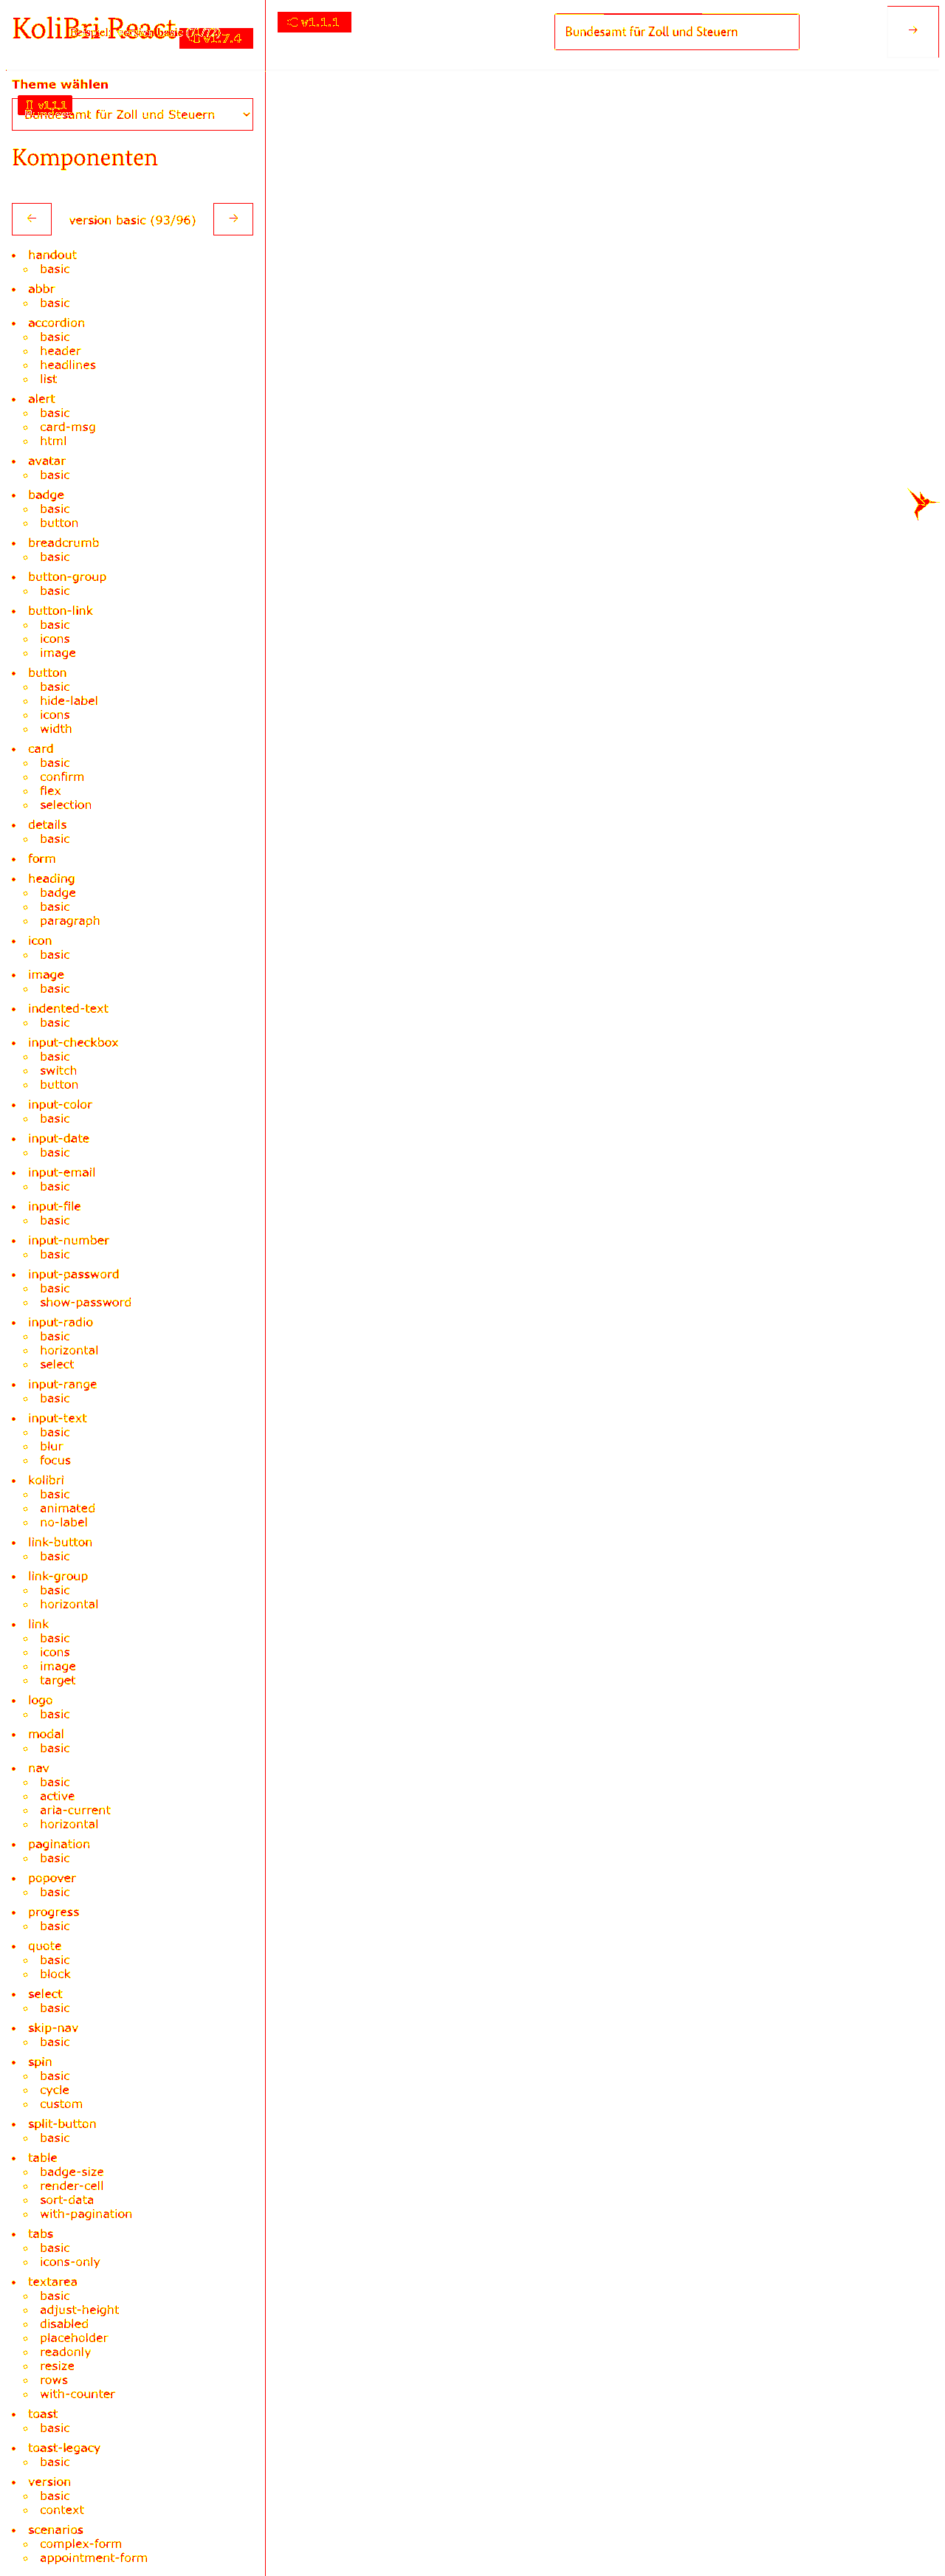 KoliBri React
v1.7.4
v1.1.1
Bundesamt für Zoll und Steuern
→
Theme wählen
v1.1.1
Bundesamt für Zoll und Steuern
Komponenten
← version basic (93/96) →
handout
basic
abbr
basic
accordion
basic
header
headlines
list
alert
basic
card-msg
html
avatar
basic
badge
basic
button
breadcrumb
basic
button-group
basic
button-link
basic
icons
image
button
basic
hide-label
icons
width
card
basic
confirm
flex
selection
details
basic
form
heading
badge
basic
paragraph
icon
basic
image
basic
indented-text
basic
input-checkbox
basic
switch
button
input-color
basic
input-date
basic
input-email
basic
input-file
basic
input-number
basic
input-password
basic
show-password
input-radio
basic
horizontal
select
input-range
basic
input-text
basic
blur
focus
kolibri
basic
animated
no-label
link-button
basic
link-group
basic
horizontal
link
basic
icons
image
target
logo
basic
modal
basic
nav
basic
active
aria-current
horizontal
pagination
basic
popover
basic
progress
basic
quote
basic
block
select
basic
skip-nav
basic
spin
basic
cycle
custom
split-button
basic
table
badge-size
render-cell
sort-data
with-pagination
tabs
basic
icons-only
textarea
basic
adjust-height
disabled
placeholder
readonly
resize
rows
with-counter
toast
basic
toast-legacy
basic
version
basic
context
scenarios
complex-form
appointment-form